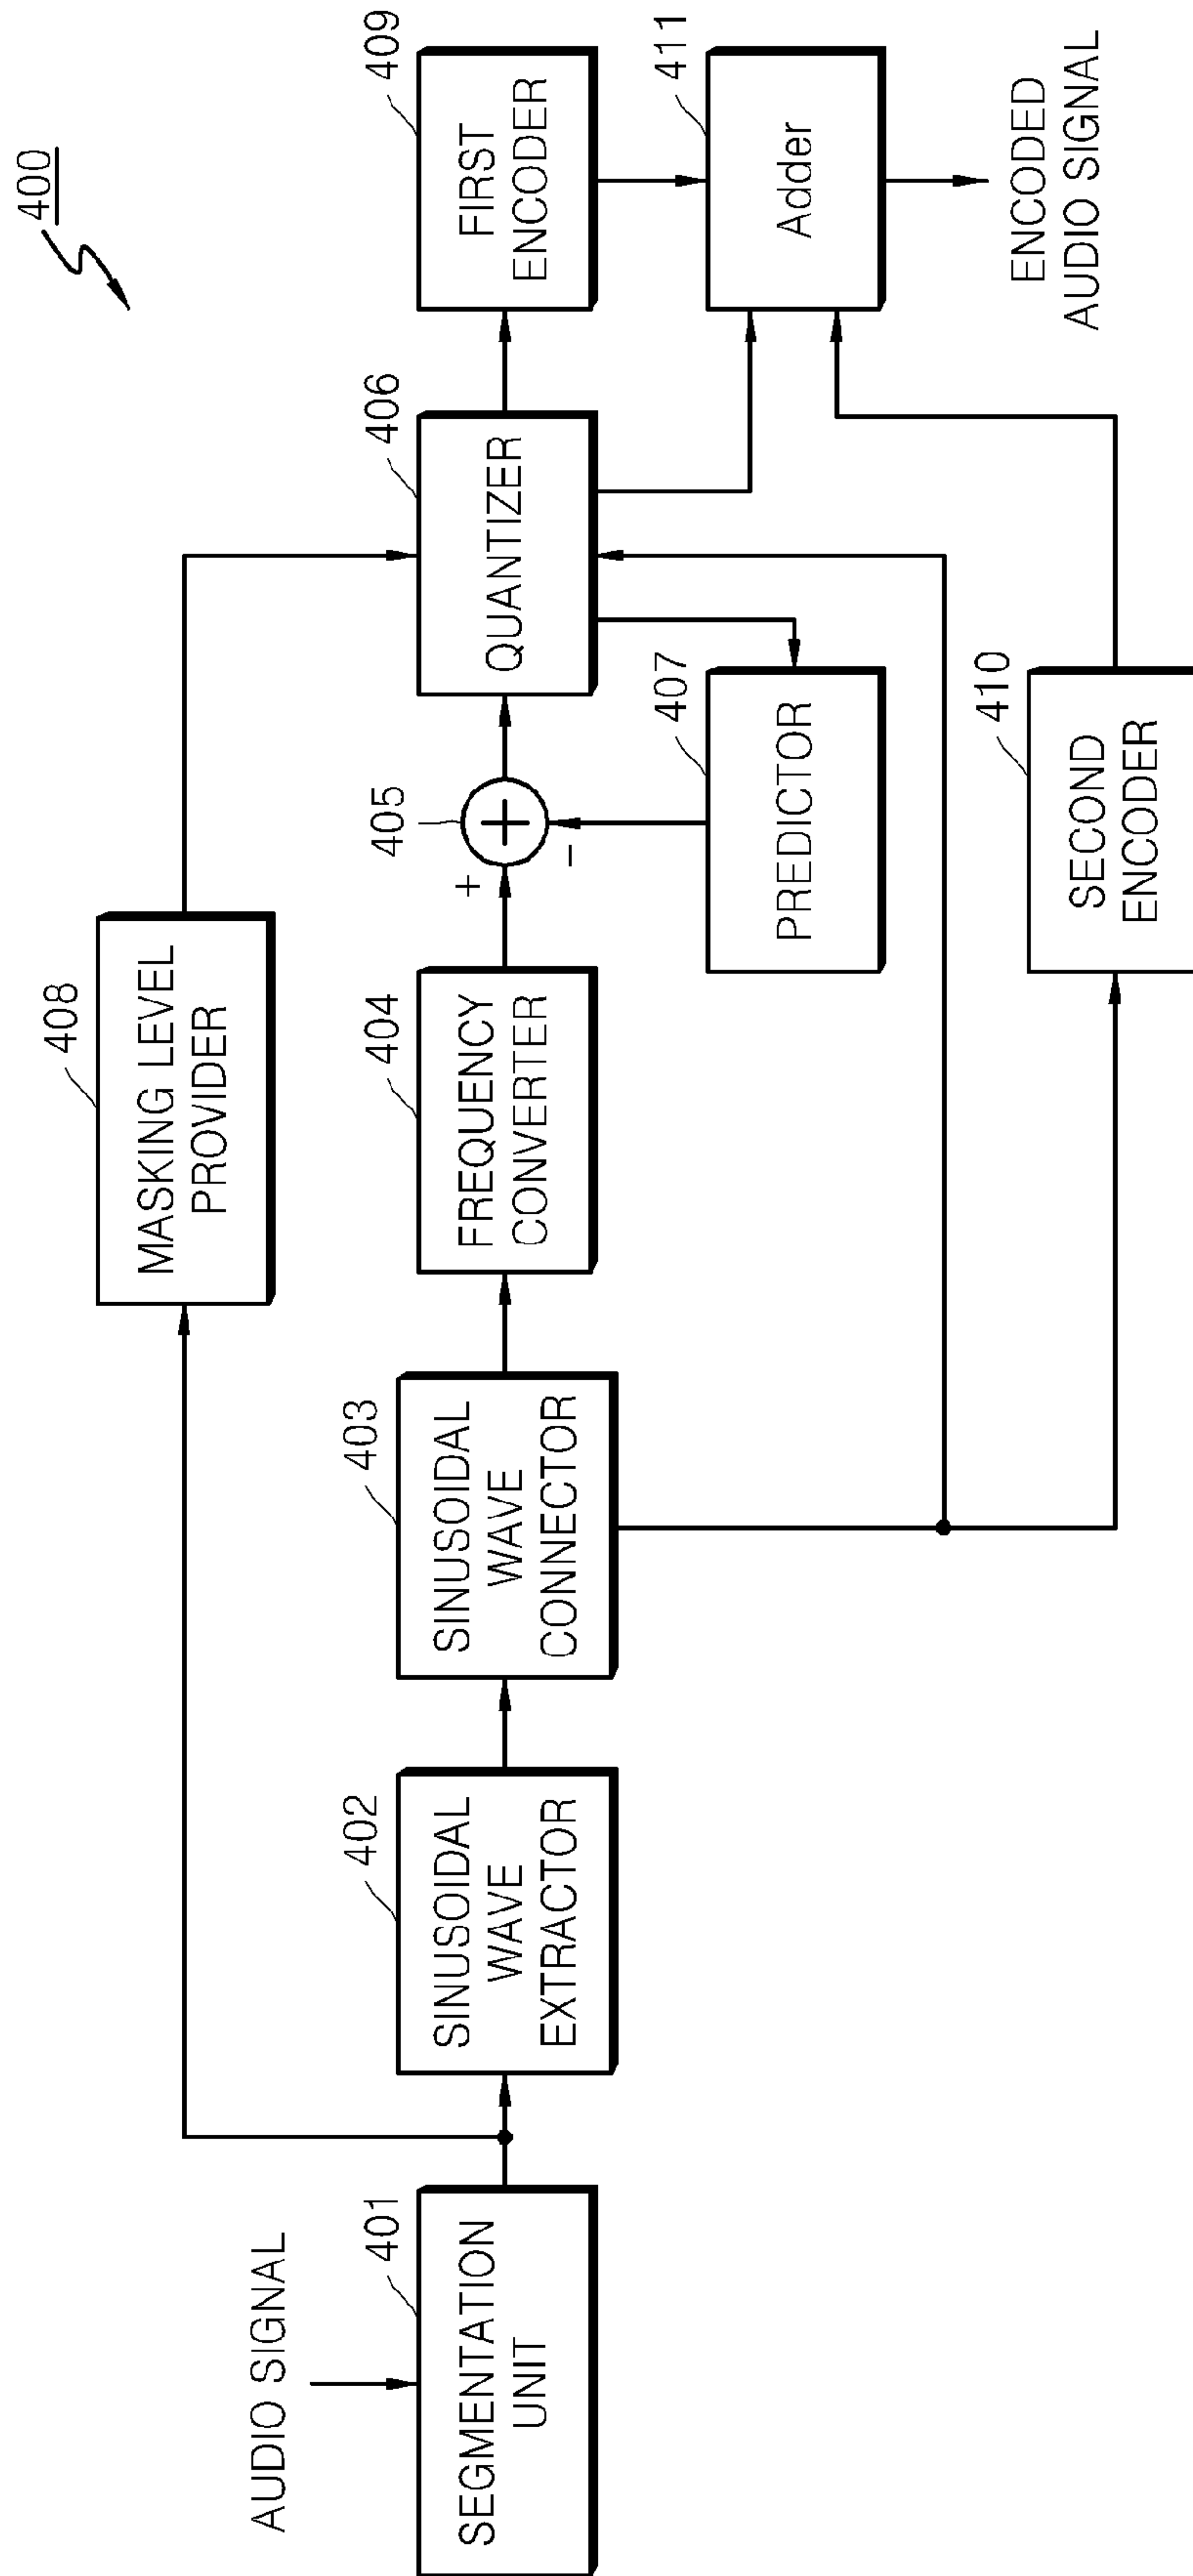 400
AUDIO SIGNAL
401
SEGMENTATION
UNIT
402
SINUSOIDAL
WAVE
EXTRACTOR
403
SINUSOIDAL
WAVE
CONNECTOR
404
FREQUENCY
CONVERTER
408
MASKING LEVEL
PROVIDER
405
+
+
-
407
PREDICTOR
406
QUANTIZER
409
FIRST
ENCODER
410
SECOND
ENCODER
411
Adder
ENCODED
AUDIO SIGNAL